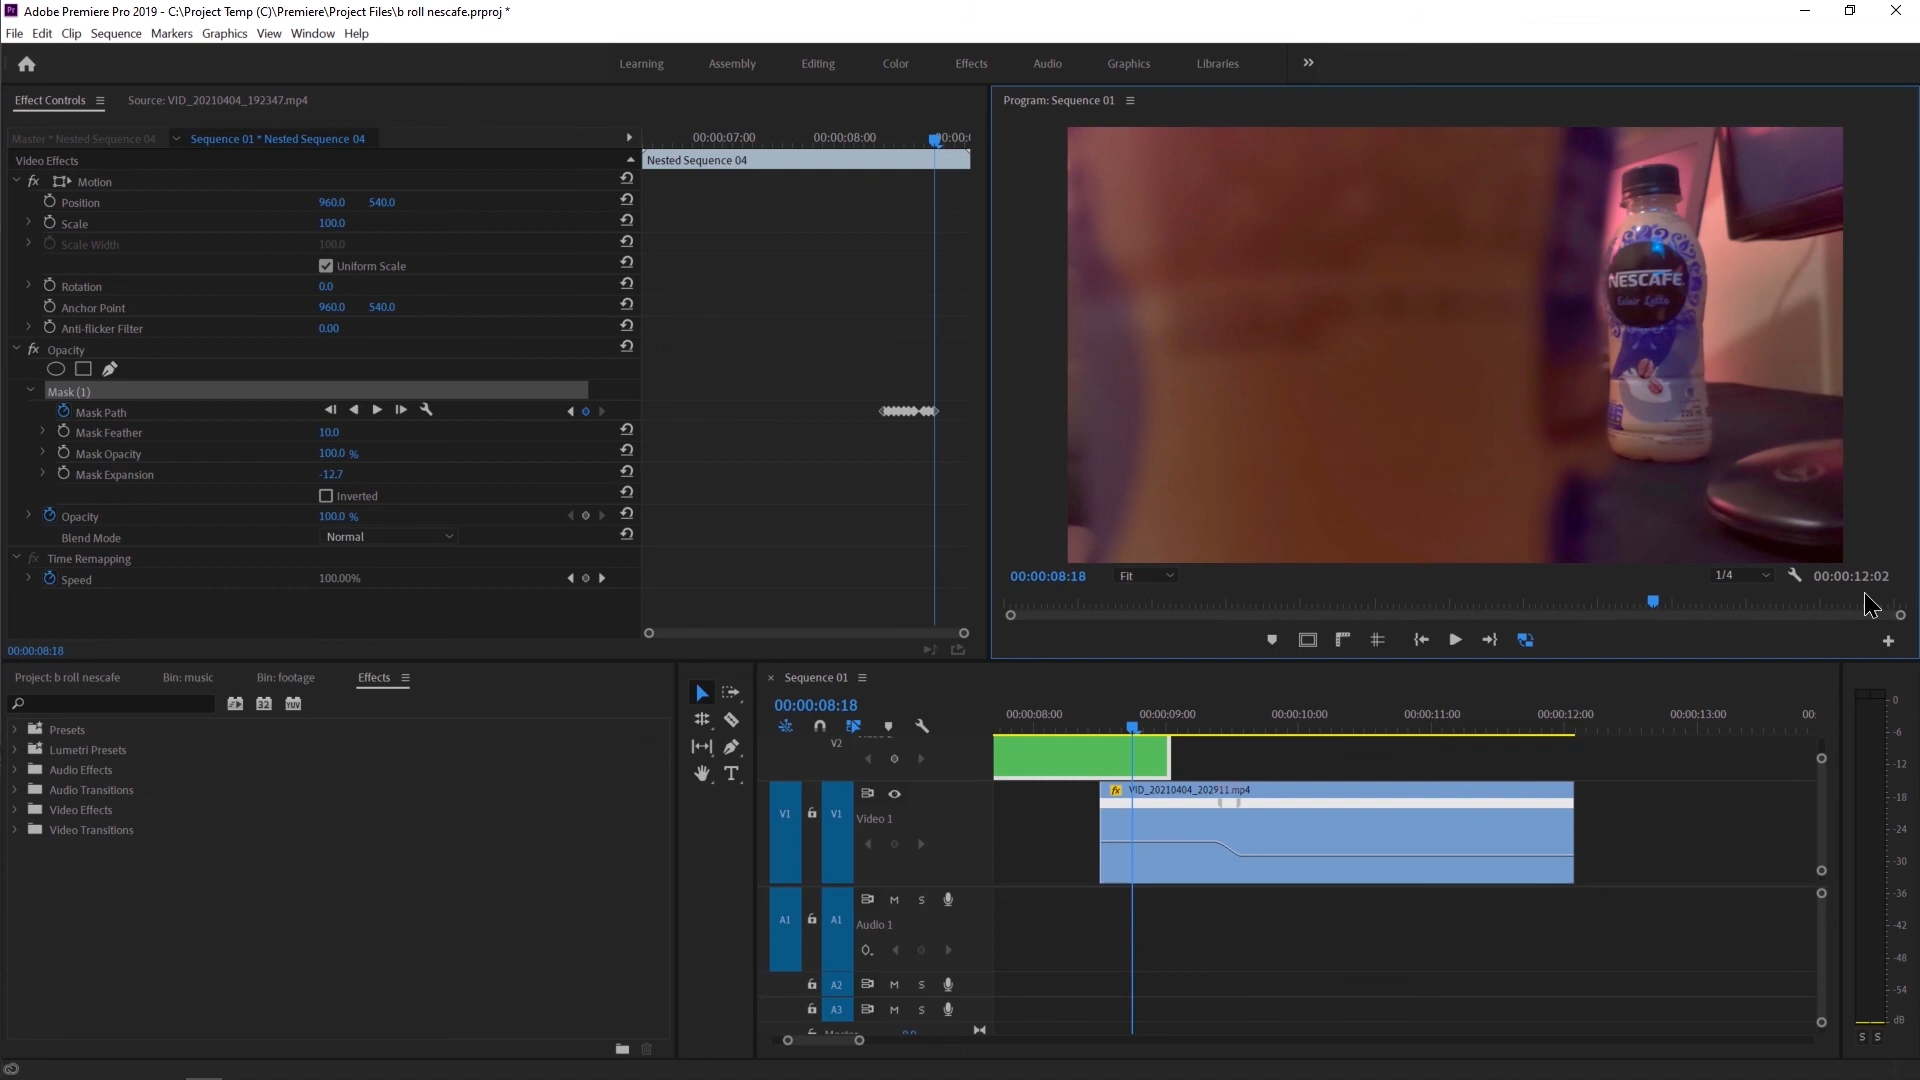 Adobe Premiere Pro 2019 - C:\Project Temp (C)\Premiere\Project Files\b roll nescafe.prproj *
File Edit Clip Sequence Markers Graphics View Window Help
Learning Assembly Editing Color Effects Audio Graphics Libraries
Effect Controls Source: VID_20210404_192347.mp4
Program: Sequence 01
Master * Nested Sequence 04 Sequence 01 * Nested Sequence 04
00:00:07:00 00:00:08:00
Video Effects
Nested Sequence 04
fx Motion
Position 960.0 540.0
Scale 100.0
Scale Width 100.0
Uniform Scale
Rotation 0.0
Anchor Point 960.0 540.0
Anti-flicker Filter 0.00
fx Opacity
Mask (1)
Mask Path
Mask Feather 10.0
Mask Opacity 100.0 %
Mask Expansion -12.7
Inverted
Opacity 100.0 %
Blend Mode Normal
fx Time Remapping
Speed 100.00%
00:00:08:18
NESCAFÉ
Latte
00:00:08:18 Fit 1/4 00:00:12:02
Project: b roll nescafe Bin: music Bin: footage Effects
32 YUV
Presets
Lumetri Presets
Audio Effects
Audio Transitions
Video Effects
Video Transitions
× Sequence 01
00:00:08:18
00:00:08:00 00:00:09:00 00:00:10:00 00:00:11:00 00:00:12:00 00:00:13:00 00:
V2
fx VID_20210404_202911.mp4
V1 V1 Video 1
M S
A1 A1 Audio 1
A2 M S
A3 M S
0
-6
-12
-18
-24
-30
-36
-42
-48
-54
dB
S S